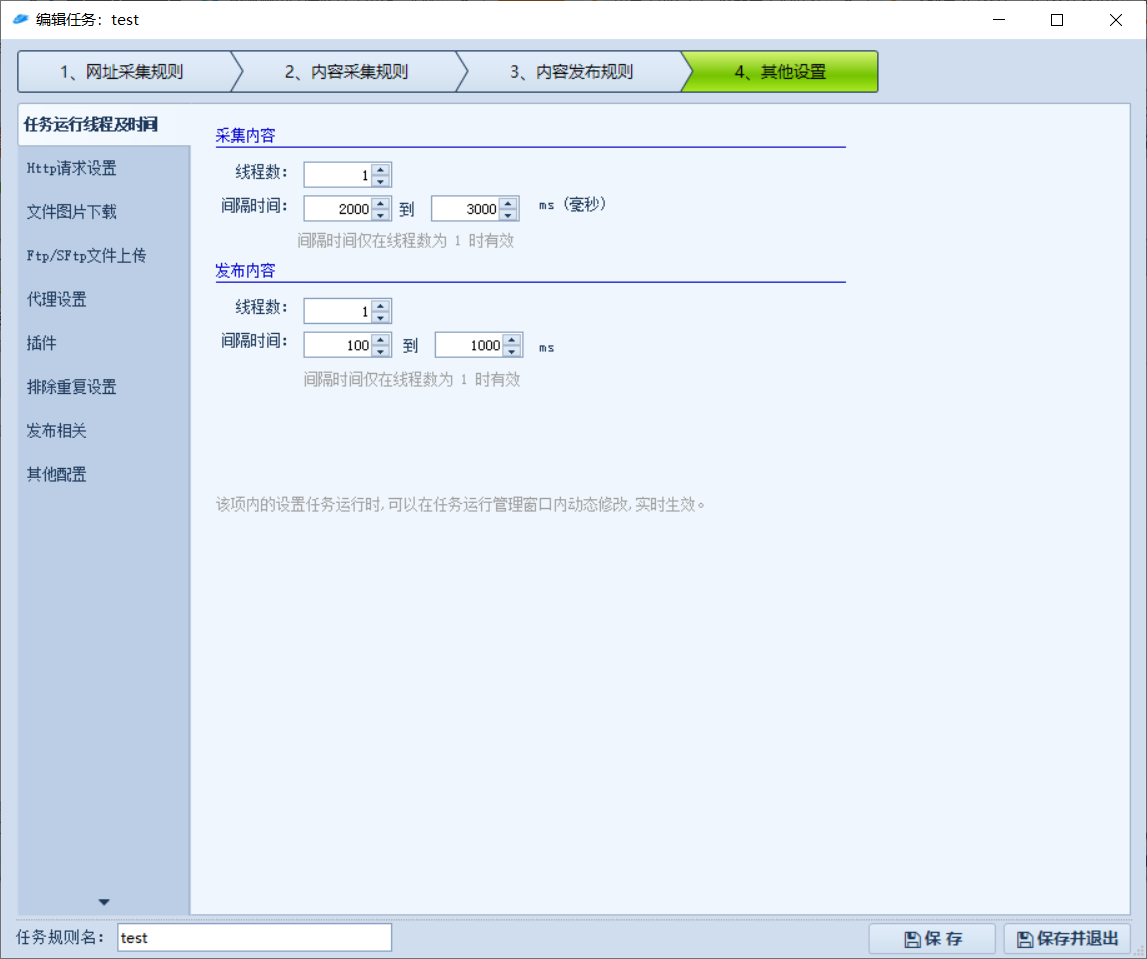 编辑任务：test
1、网址采集规则
2、内容采集规则
3、内容发布规则
4、其他设置
任务运行线程及时间
Http请求设置
文件图片下载
Ftp/SFtp文件上传
代理设置
插件
排除重复设置
发布相关
其他配置
采集内容
线程数： 1
间隔时间： 2000 到 3000 ms（毫秒）
间隔时间仅在线程数为 1 时有效
发布内容
线程数： 1
间隔时间： 100 到 1000 ms
间隔时间仅在线程数为 1 时有效
该项内的设置任务运行时,可以在任务运行管理窗口内动态修改,实时生效。
任务规则名： test
保 存
保存并退出